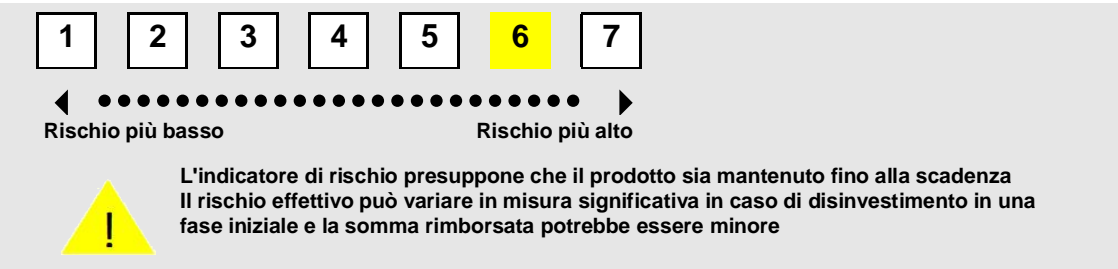 1 2 3 4 5 6 7
Rischio più basso Rischio più alto
L'indicatore di rischio presuppone che il prodotto sia mantenuto fino alla scadenza
Il rischio effettivo può variare in misura significativa in caso di disinvestimento in una
fase iniziale e la somma rimborsata potrebbe essere minore
!